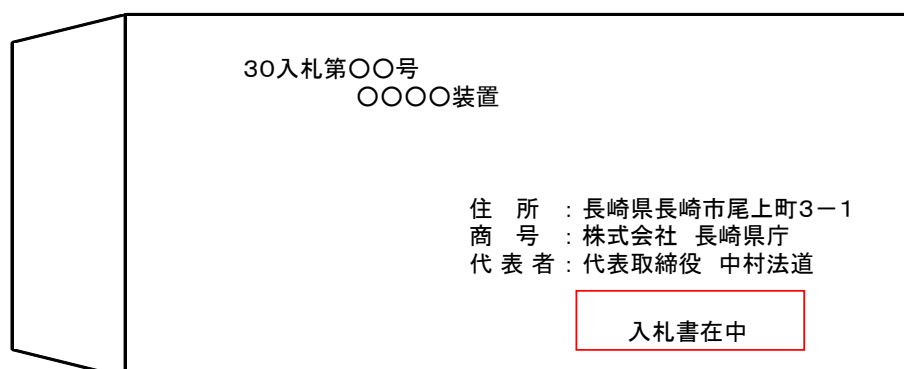 30入札第〇〇号
〇〇〇〇装置
住　所　：長崎県長崎市尾上町3－1
商　号　：株式会社　長崎県庁
代 表 者：代表取締役　中村法道
入札書在中